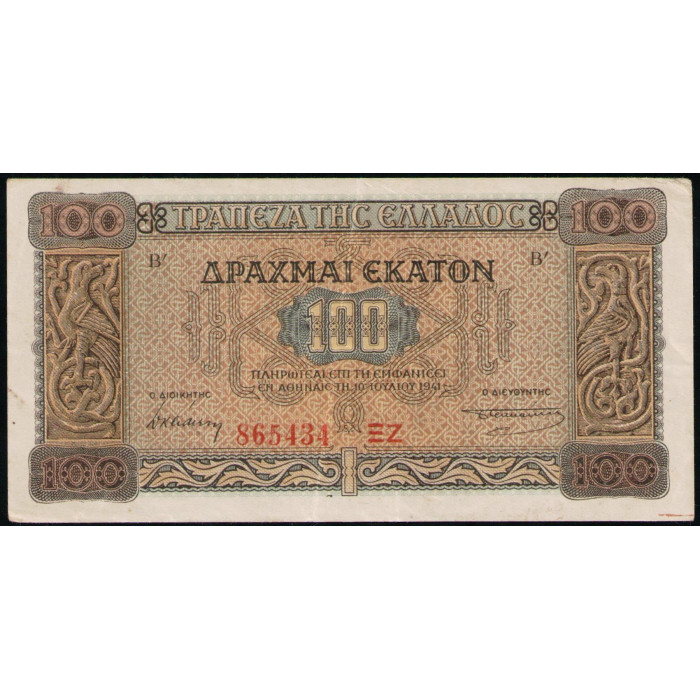 100 ΤΡΑΠΕΖΑ ΤΗΣ ΕΛΛΑΔΟΣ 100
Β′ ΔΡΑΧΜΑΙ ΕΚΑΤΟΝ Β′
100
ΠΛΗΡΩΤΕΑΙ ΕΠΙ ΤΗ ΕΜΦΑΝΙΣΕΙ
ΕΝ ΑΘΗΝΑΙΣ ΤΗ 10 ΙΟΥΛΙΟΥ 1941
Ο ΔΙΟΙΚΗΤΗΣ Ο ΔΙΕΥΘΥΝΤΗΣ
865434 ΞΖ
100 100